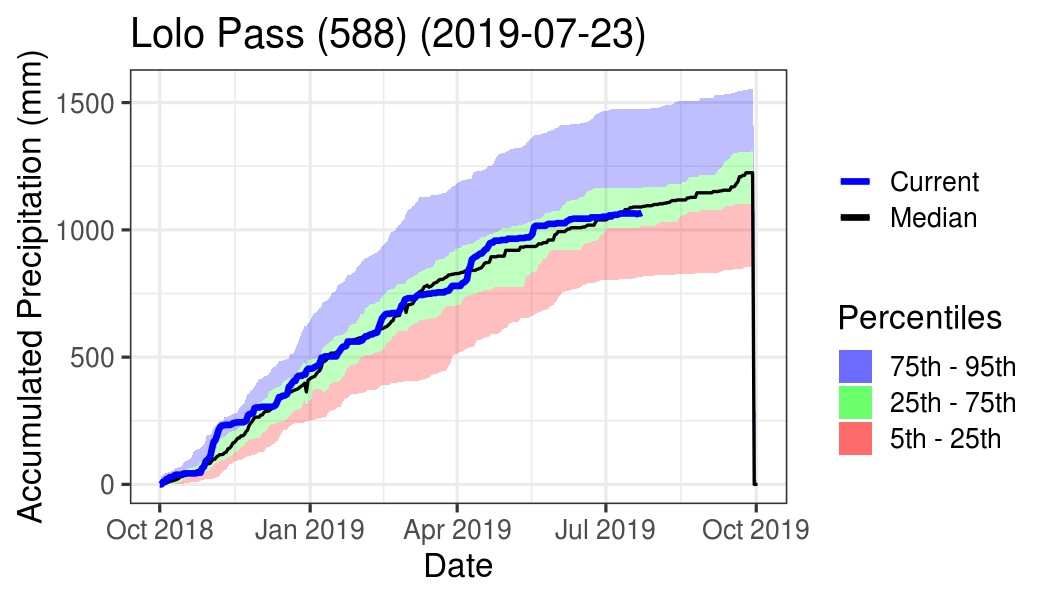 Lolo Pass (588) (2019-07-23)
Accumulated Precipitation (mm)
1500
1000
500
0
Oct 2018
Jan 2019
Apr 2019
Jul 2019
Oct 2019
Date
Current
Median
Percentiles
75th - 95th
25th - 75th
5th - 25th